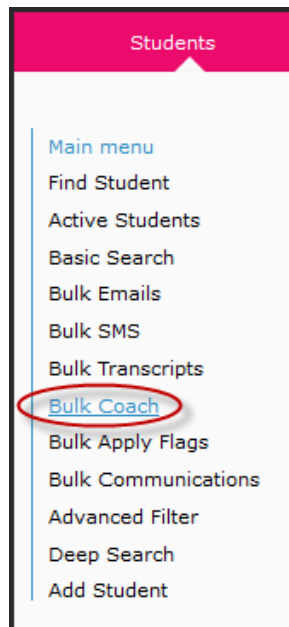 Students
Main menu
Find Student
Active Students
Basic Search
Bulk Emails
Bulk SMS
Bulk Transcripts
Bulk Coach
Bulk Apply Flags
Bulk Communications
Advanced Filter
Deep Search
Add Student